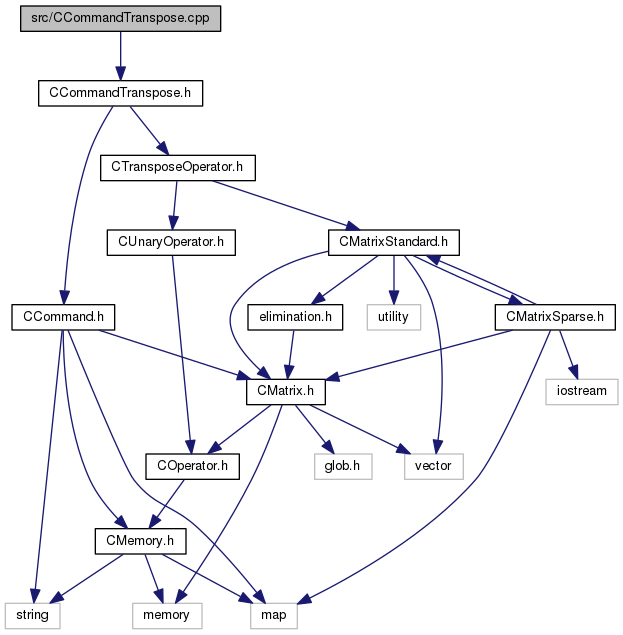 src/CCommandTranspose.cpp
CCommandTranspose.h
CTransposeOperator.h
CUnaryOperator.h
CMatrixStandard.h
CCommand.h
elimination.h
utility
CMatrixSparse.h
CMatrix.h
iostream
COperator.h
glob.h
vector
CMemory.h
string
memory
map